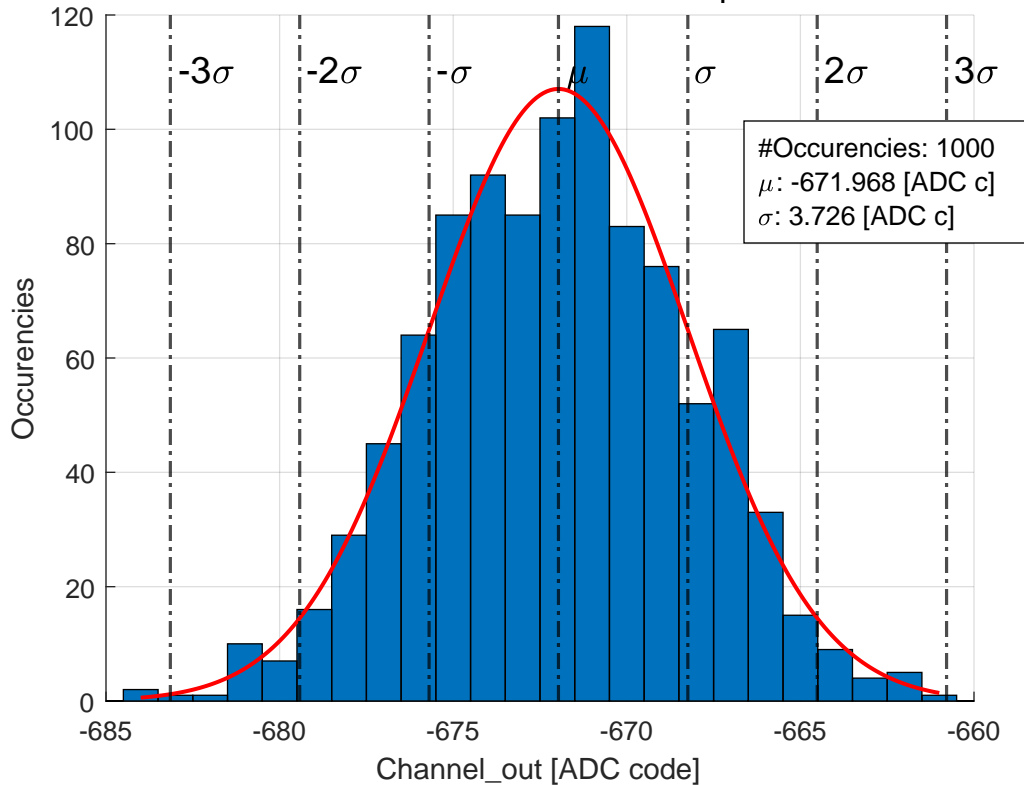 120
100
80
60
40
20
0
-3σ
-2σ
-σ
μ
σ
2σ
3σ
#Occurencies: 1000
μ: -671.968 [ADC c]
σ: 3.726 [ADC c]
Occurencies
-685
-680
-675
-670
-665
-660
Channel_out [ADC code]